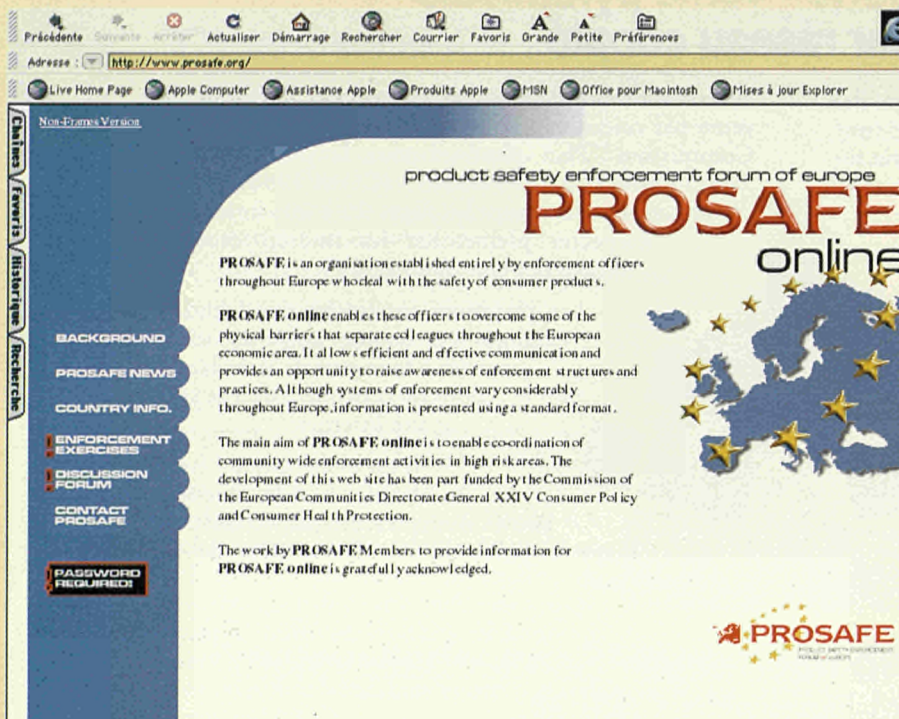 Précédente Suivante Arrêter Actualiser Démarrage Rechercher Courrier Favoris Grande Petite Préférences
Adresse : http://www.prosafe.org/
Live Home Page Apple Computer Assistance Apple Produits Apple MSN Office pour Macintosh Mises à jour Explorer
Chaînes Favoris Historique Recherche
Non-Frames Version
product safety enforcement forum of europe
PROSAFE
online
PROSAFE is an organisation established entirely by enforcement officers
throughout Europe who deal with the safety of consumer products.
PROSAFE online enables these officers to overcome some of the
physical barriers that separate colleagues throughout the European
economic area. It allows efficient and effective communication and
provides an opportunity to raise awareness of enforcement structures and
practices. Although systems of enforcement vary considerably
throughout Europe, information is presented using a standard format.
The main aim of PROSAFE online is to enable coordination of
community wide enforcement activities in high risk areas. The
development of this web site has been part funded by the Commission of
the European Communities Directorate General XXIV Consumer Policy
and Consumer Health Protection.
The work by PROSAFE Members to provide information for
PROSAFE online is gratefully acknowledged.
BACKGROUND
PROSAFE NEWS
COUNTRY INFO.
ENFORCEMENT
EXERCISES
DISCUSSION
FORUM
CONTACT
PROSAFE
PASSWORD
REQUIRED!
PROSAFE
PRODUCT SAFETY ENFORCEMENT
FORUM OF EUROPE